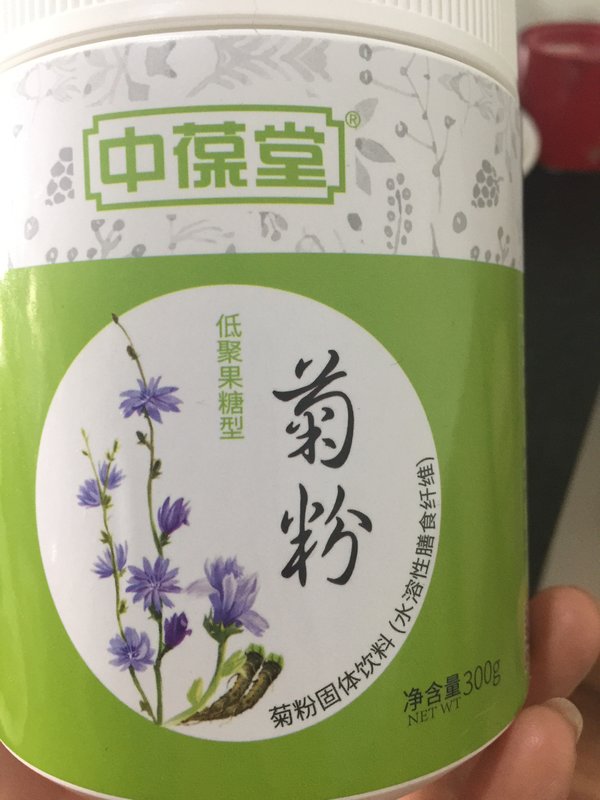 中葆堂®
低聚果糖型
菊粉
菊粉固体饮料(水溶性膳食纤维)
净含量300g
NET WT